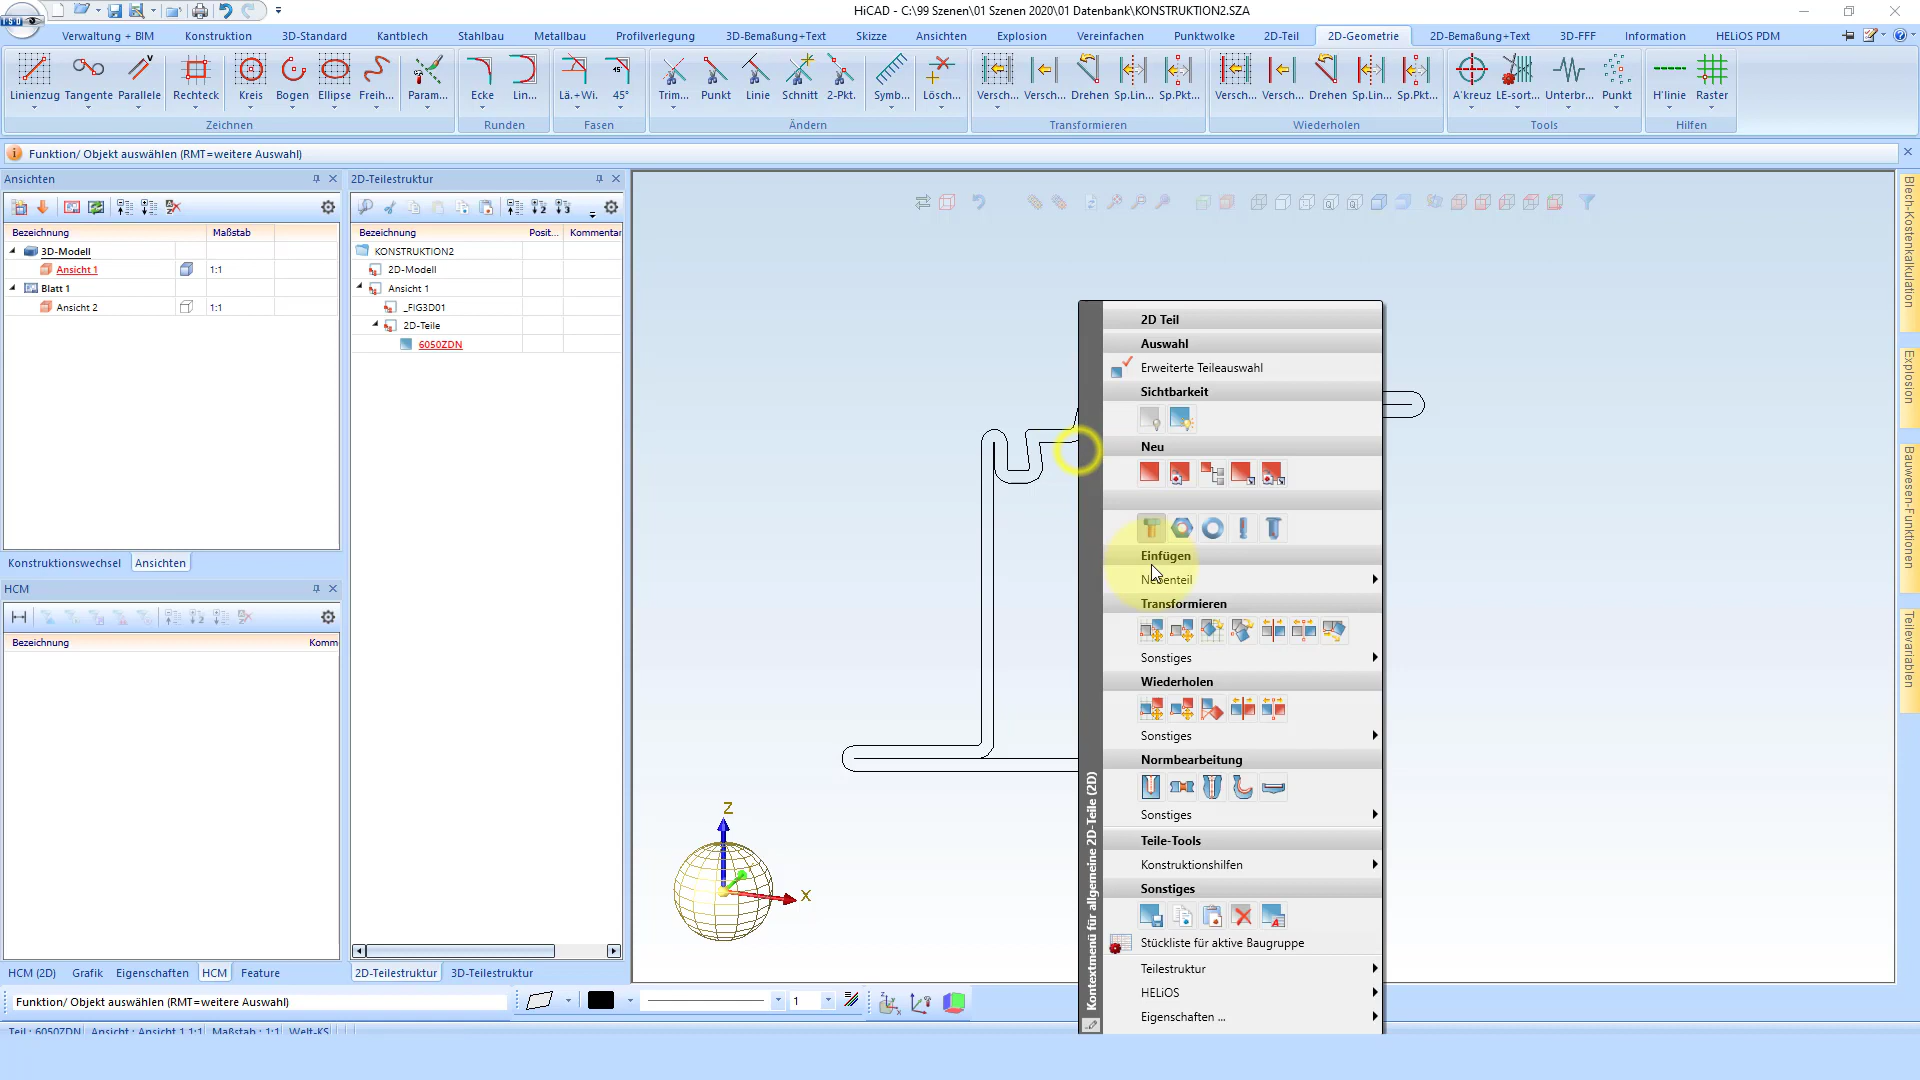 HiCAD - C:\99 Szenen\01 Szenen 2020\01 Datenbank\KONSTRUKTION2.SZA
ISD
Verwaltung + BIM Konstruktion 3D-Standard Kantblech Stahlbau Metallbau Profilverlegung 3D-Bemaßung+Text Skizze Ansichten Explosion Vereinfachen Punktwolke 2D-Teil 2D-Geometrie 2D-Bemaßung+Text 3D-FFF Information HELiOS PDM
Linienzug Tangente Parallele Rechteck Kreis Bogen Ellipse Freih... Param... Ecke Lin... Lä.+Wi. 45° Trim... Punkt Linie Schnitt 2-Pkt. Symb... Lösch... Versch... Versch... Drehen Sp.Lin... Sp.Pkt... Versch... Versch... Drehen Sp.Lin... Sp.Pkt... A'kreuz LE-sort... Unterbr... Punkt H'linie Raster
Zeichnen Runden Fasen Ändern Transformieren Wiederholen Tools Hilfen
Funktion/ Objekt auswählen (RMT=weitere Auswahl)
Ansichten
2D-Teilestruktur
Bezeichnung Maßstab
3D-Modell
Ansicht 1 1:1
Blatt 1
Ansicht 2 1:1
Bezeichnung Posit... Kommentar
KONSTRUKTION2
2D-Modell
Ansicht 1
_FIG3D01
2D-Teile
6050ZDN
Konstruktionswechsel Ansichten
HCM
Bezeichnung Komm
HCM (2D) Grafik Eigenschaften HCM Feature
2D-Teilestruktur 3D-Teilestruktur
Z
X
2D Teil
Auswahl
Erweiterte Teileauswahl
Sichtbarkeit
Neu
Einfügen
Nebenteil
Transformieren
Sonstiges
Wiederholen
Sonstiges
Normbearbeitung
Sonstiges
Teile-Tools
Konstruktionshilfen
Sonstiges
Stückliste für aktive Baugruppe
Teilestruktur
HELiOS
Eigenschaften ...
Kontextmenü für allgemeine 2D-Teile (2D)
Blech-Kostenkalkulation
Explosion
Bauwesen-Funktionen
Teilevariablen
Funktion/ Objekt auswählen (RMT=weitere Auswahl)
1
Teil : 6050ZDN Ansicht : Ansicht 1 1:1 Maßstab : 1:1 Welt-KS